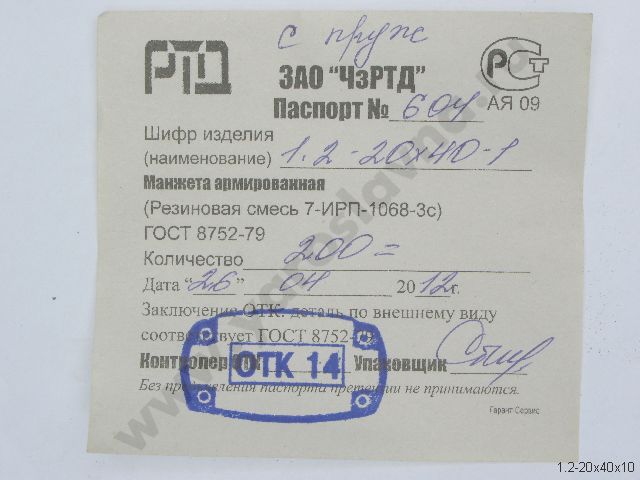 с пруж
РТД
ЗАО "ЧзРТД"
РСТ
Паспорт № 604
АЯ 09
Шифр изделия
(наименование) 1.2-20х40-1
Манжета армированная
(Резиновая смесь 7-ИРП-1068-3с)
ГОСТ 8752-79
Количество 200=
Дата "26" 04 2012г.
Заключение ОТК: деталь по внешнему виду
соответствует ГОСТ 8752-79
Контролер ОТК 14 Упаковщик
Без предъявления паспорта претензии не принимаются.
Гарант Сервис
1.2-20x40x10